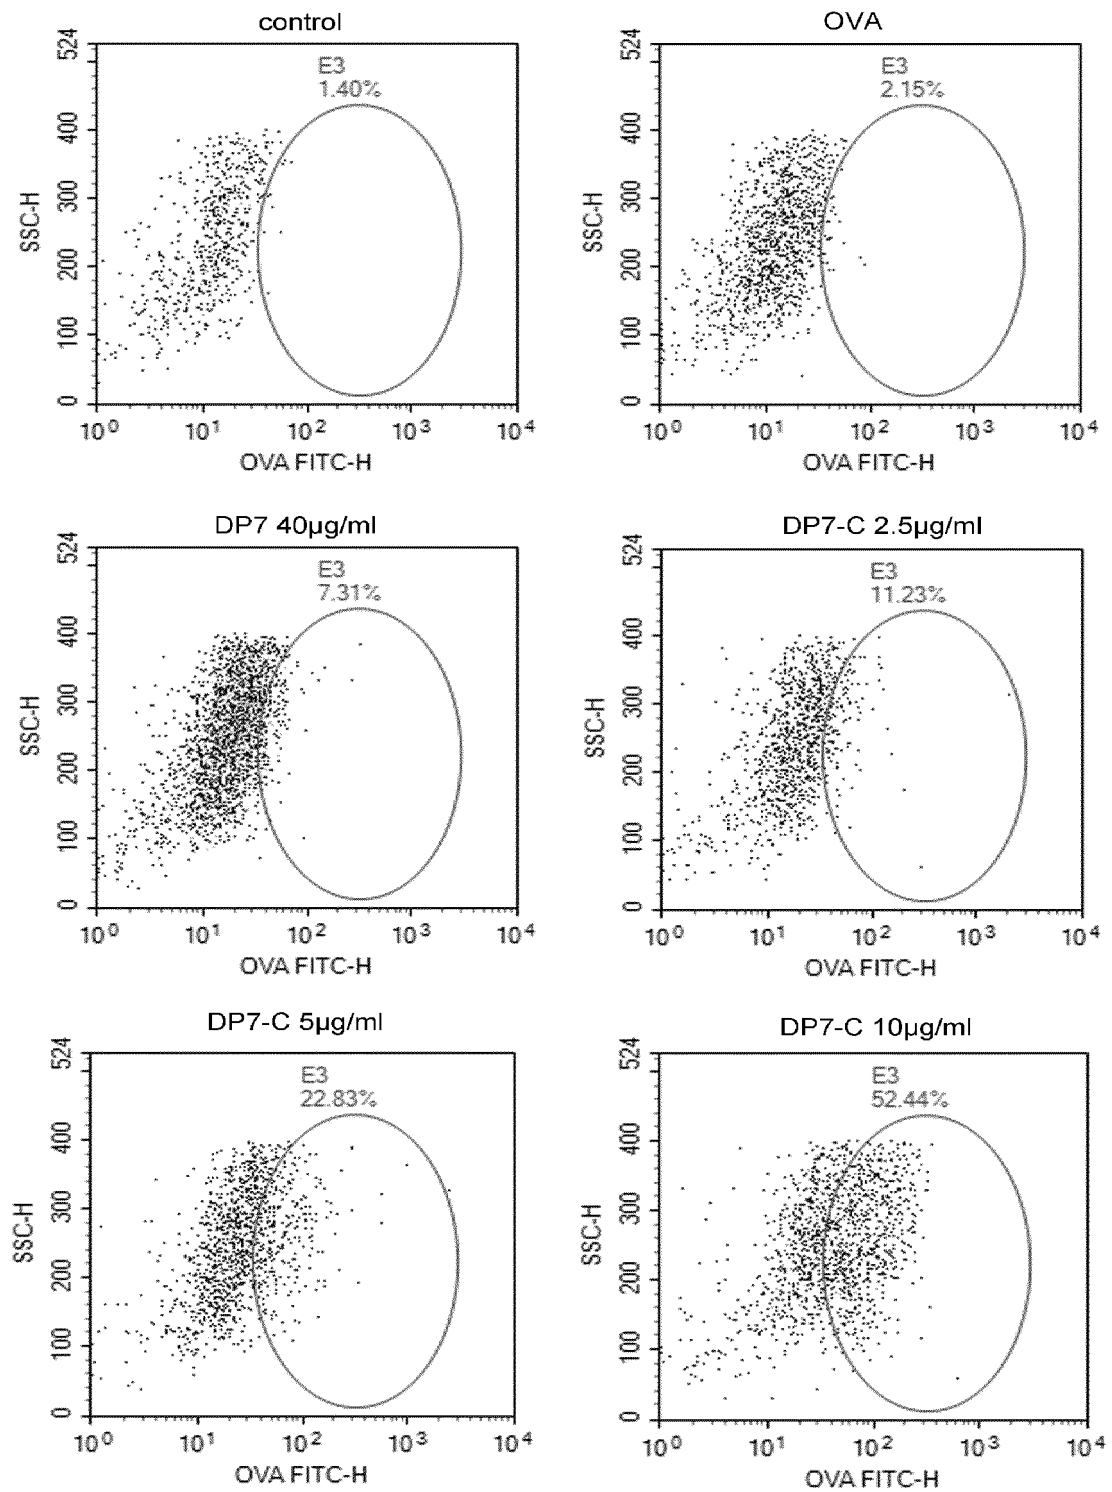 control
E3
1.40%
524
400
300
200
100
0
SSC-H
10⁰ 10¹ 10² 10³ 10⁴
OVA FITC-H
OVA
E3
2.15%
524
400
300
200
100
0
SSC-H
10⁰ 10¹ 10² 10³ 10⁴
OVA FITC-H
DP7 40μg/ml
E3
7.31%
524
400
300
200
100
0
SSC-H
10⁰ 10¹ 10² 10³ 10⁴
OVA FITC-H
DP7-C 2.5μg/ml
E3
11.23%
524
400
300
200
100
0
SSC-H
10⁰ 10¹ 10² 10³ 10⁴
OVA FITC-H
DP7-C 5μg/ml
E3
22.83%
524
400
300
200
100
0
SSC-H
10⁰ 10¹ 10² 10³ 10⁴
OVA FITC-H
DP7-C 10μg/ml
E3
52.44%
524
400
300
200
100
0
SSC-H
10⁰ 10¹ 10² 10³ 10⁴
OVA FITC-H